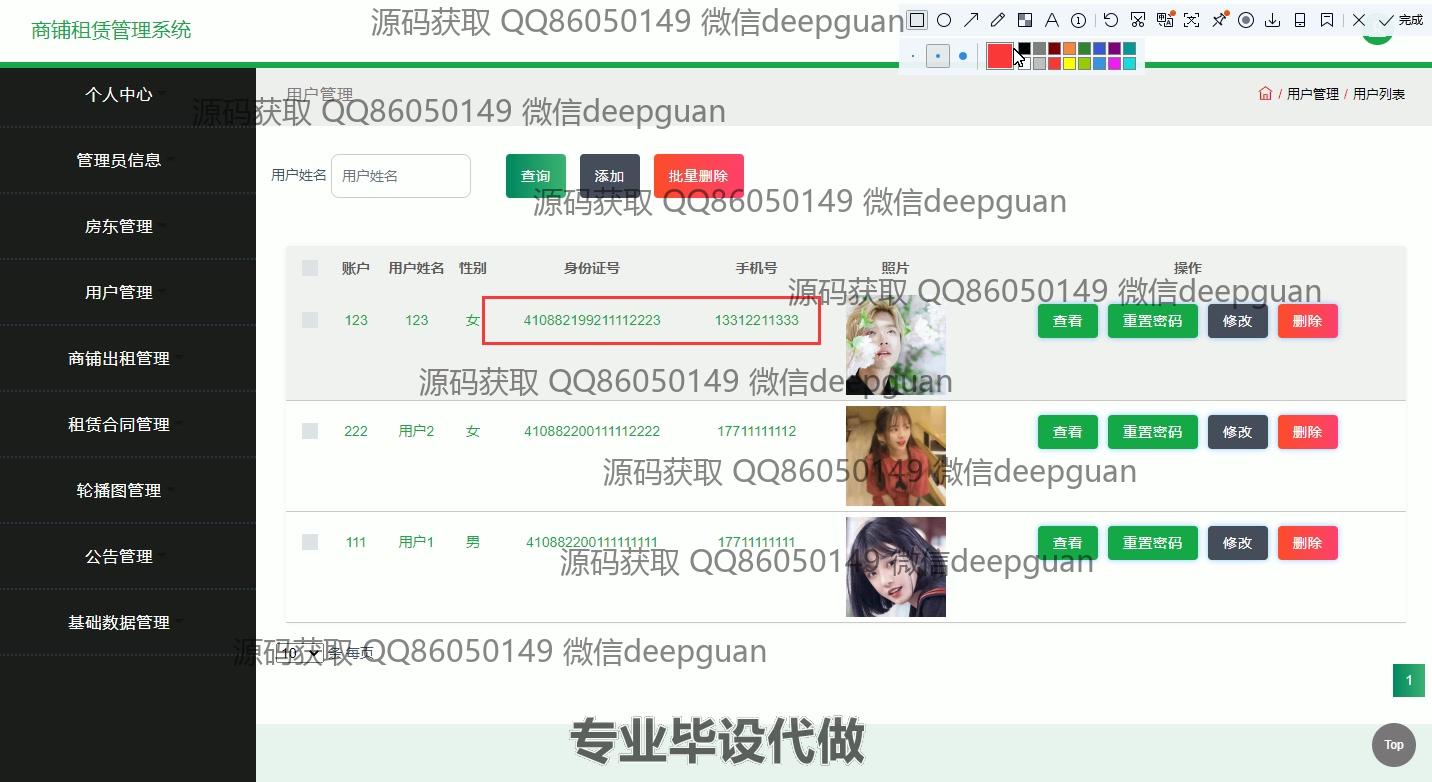 商铺租赁管理系统
源码获取 QQ86050149 微信deepguan
完成
个人中心
用户管理
/ 用户管理 / 用户列表
源码获取 QQ86050149 微信deepguan
管理员信息
用户姓名 用户姓名 查询 添加 批量删除
源码获取 QQ86050149 微信deepguan
房东管理
账户 用户姓名 性别 身份证号 手机号 照片 操作
用户管理
源码获取 QQ86050149 微信deepguan
123 123 女 410882199211112223 13312211333 查看 重置密码 修改 删除
商铺出租管理
源码获取 QQ86050149 微信deepguan
租赁合同管理
222 用户2 女 410882200111112222 17711111112 查看 重置密码 修改 删除
源码获取 QQ86050149 微信deepguan
轮播图管理
111 用户1 男 410882200111111111 17711111111 查看 重置密码 修改 删除
公告管理
源码获取 QQ86050149 微信deepguan
基础数据管理
10 条 每页
源码获取 QQ86050149 微信deepguan
1
专业毕设代做
Top